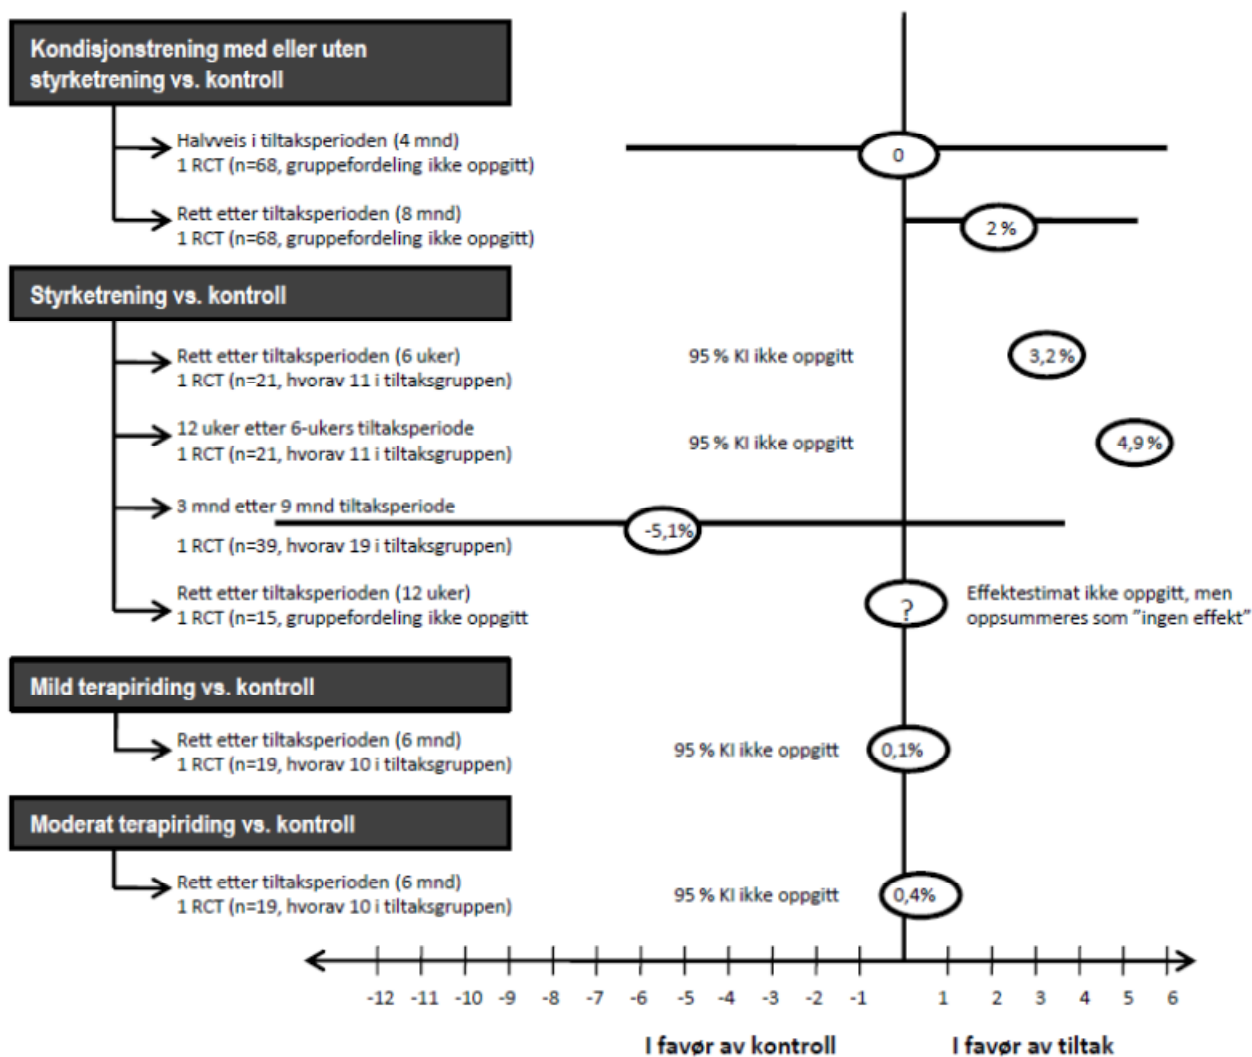 Kondisjonstrening med eller uten
styrketrening vs. kontroll
Halvveis i tiltaksperioden (4 mnd)
1 RCT (n=68, gruppefordeling ikke oppgitt)
0
Rett etter tiltaksperioden (8 mnd)
1 RCT (n=68, gruppefordeling ikke oppgitt)
2 %
Styrketrening vs. kontroll
Rett etter tiltaksperioden (6 uker)
1 RCT (n=21, hvorav 11 i tiltaksgruppen)
95 % KI ikke oppgitt
3,2 %
12 uker etter 6-ukers tiltaksperiode
1 RCT (n=21, hvorav 11 i tiltaksgruppen)
95 % KI ikke oppgitt
4,9 %
3 mnd etter 9 mnd tiltaksperiode
1 RCT (n=39, hvorav 19 i tiltaksgruppen)
-5,1%
Rett etter tiltaksperioden (12 uker)
1 RCT (n=15, gruppefordeling ikke oppgitt
?
Effektestimat ikke oppgitt, men
oppsummeres som ”ingen effekt”
Mild terapiriding vs. kontroll
Rett etter tiltaksperioden (6 mnd)
1 RCT (n=19, hvorav 10 i tiltaksgruppen)
95 % KI ikke oppgitt
0,1%
Moderat terapiriding vs. kontroll
Rett etter tiltaksperioden (6 mnd)
1 RCT (n=19, hvorav 10 i tiltaksgruppen)
95 % KI ikke oppgitt
0,4%
-12 -11 -10 -9 -8 -7 -6 -5 -4 -3 -2 -1 1 2 3 4 5 6
I favør av kontroll I favør av tiltak